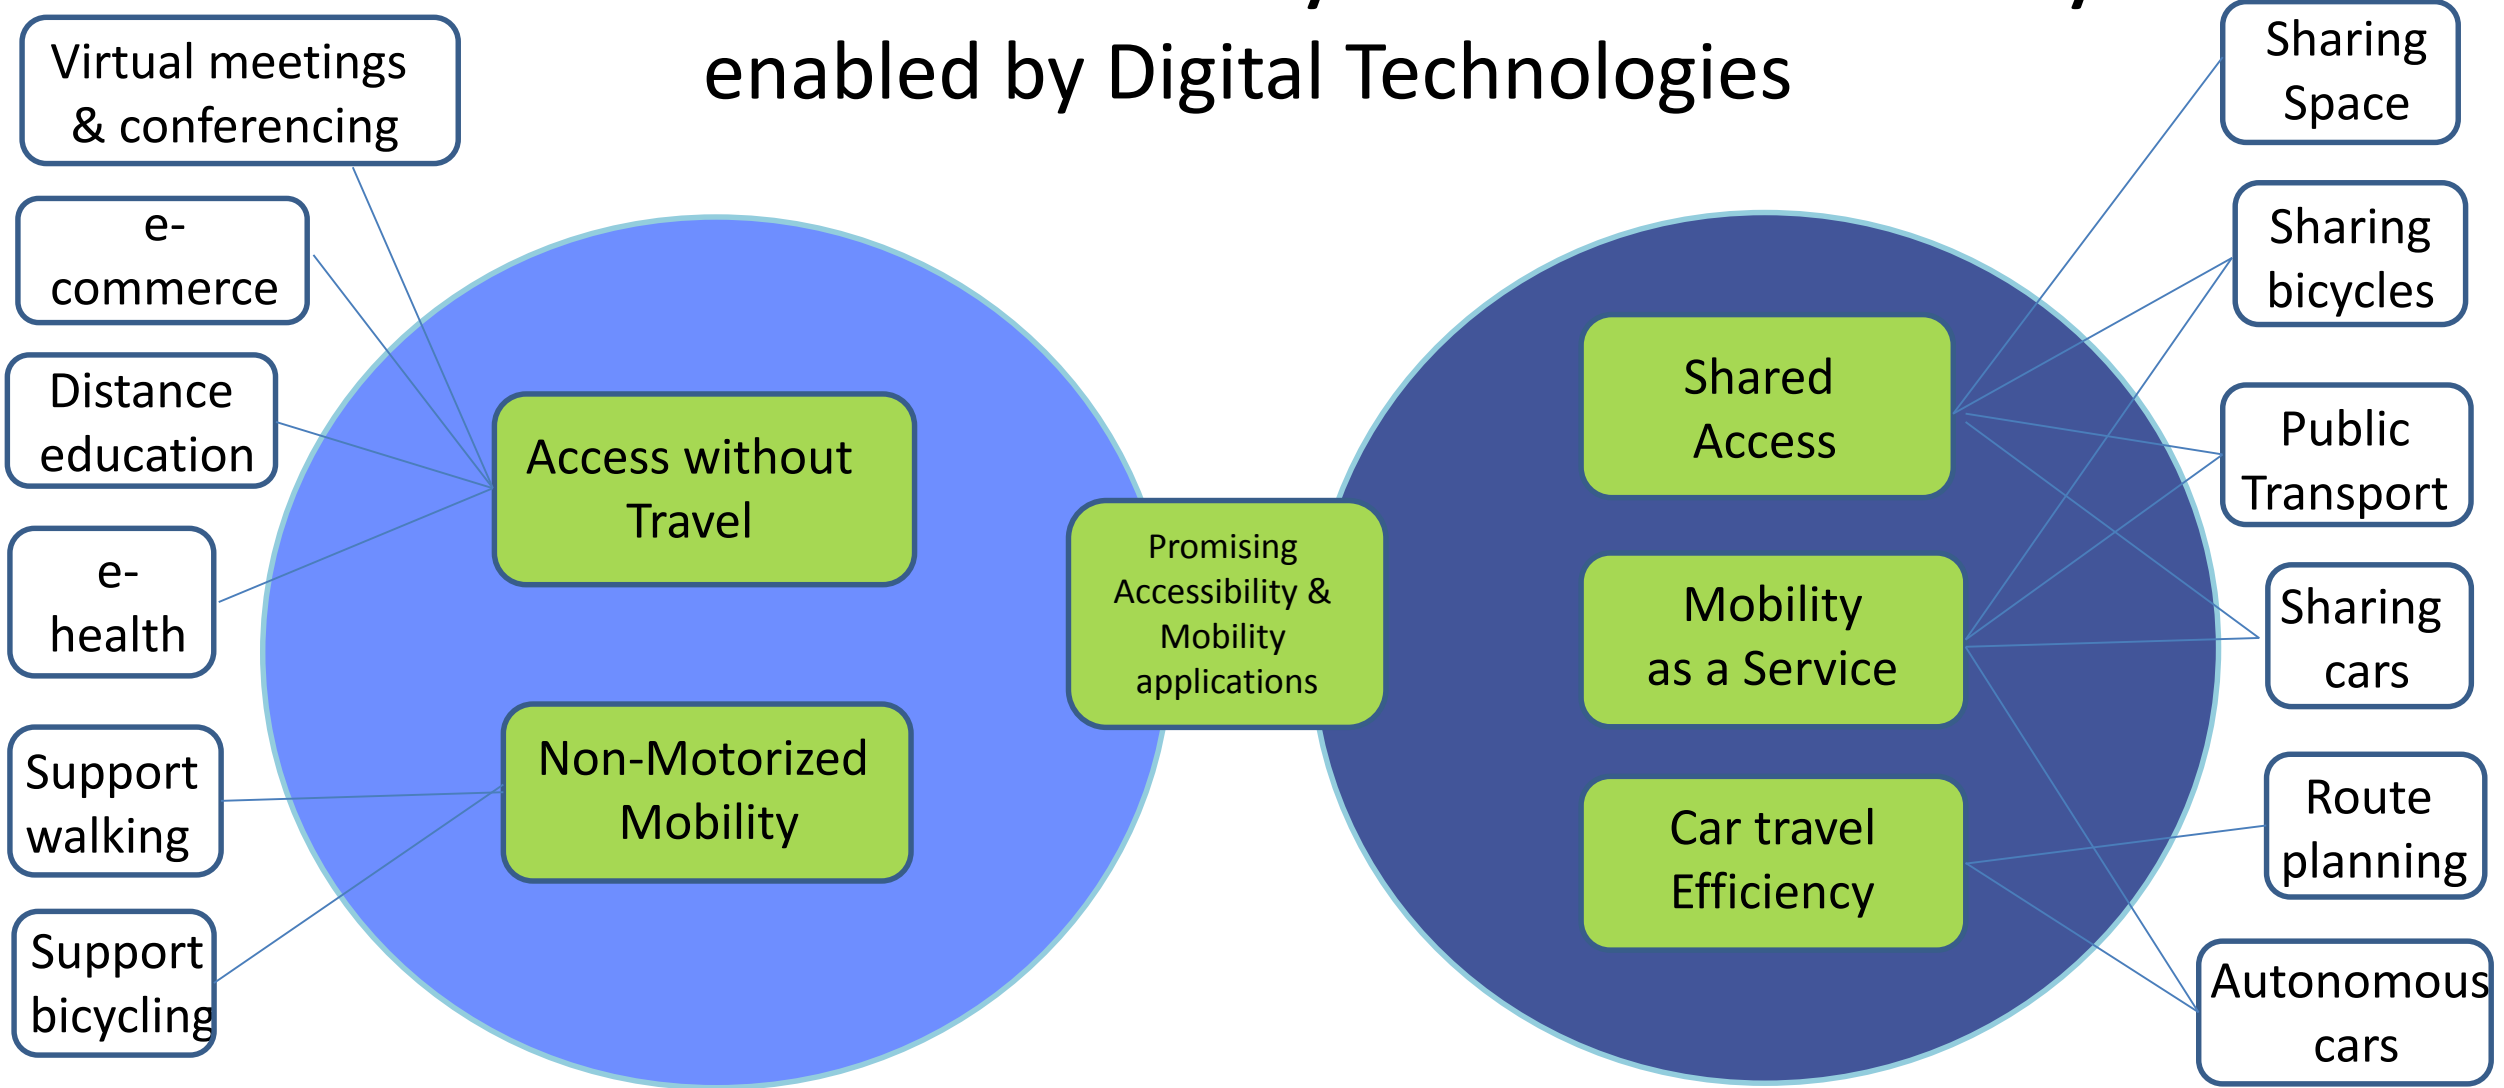 enabled by Digital Technologies
Virtual meetings
& conferencing
e-
commerce
Distance
education
e-
health
Support
walking
Support
bicycling
Access without
Travel
Non-Motorized
Mobility
Promising
Accessibility &
Mobility
applications
Shared
Access
Mobility
as a Service
Car travel
Efficiency
Sharing
Space
Sharing
bicycles
Public
Transport
Sharing
cars
Route
planning
Autonomous
cars